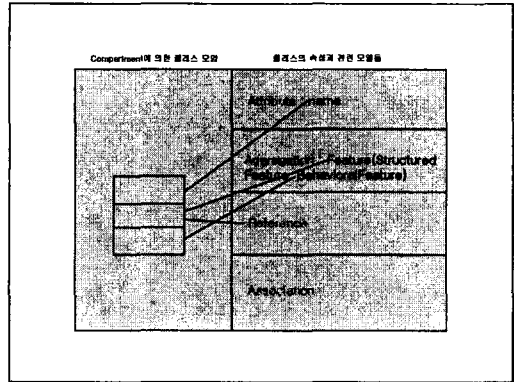 Compartment에 의한 클래스 모양
클래스의 속성과 관련 모델들
Attribute : name
Aggregation : Feature(Structured
Feature, BehavioralFeature)
Reference
Association